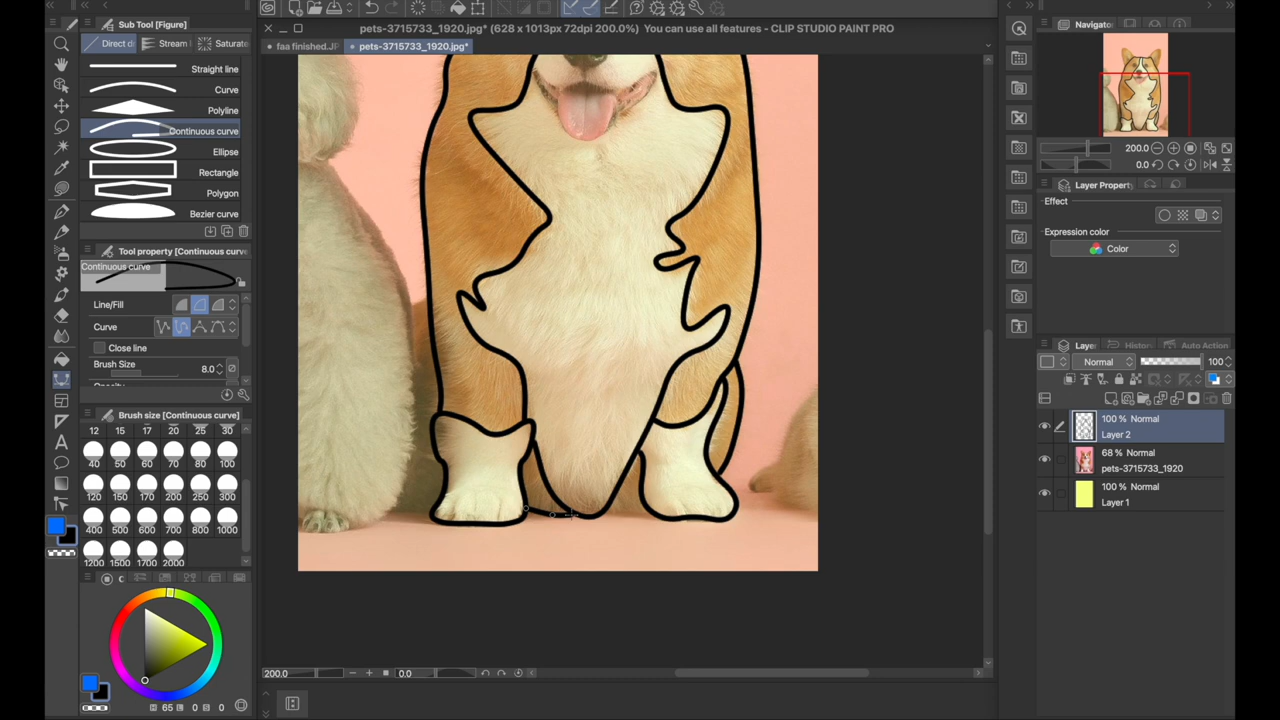 Sub Tool [Figure]
Direct d
Stream l
Saturate
Straight line
Curve
Polyline
Continuous curve
Ellipse
Rectangle
Polygon
Bezier curve
Tool property [Continuous curve
Continuous curve
Line/Fill
Curve
Close line
Brush Size
8.0
Brush size [Continuous curve]
12 15 17 20 25 30
40 50 60 70 80 100
120 150 170 200 250 300
400 500 600 700 800 1000
1200 1500 1700 2000
C
H 65 L 0 S 0
pets-3715733_1920.jpg* (628 x 1013px 72dpi 200.0%) You can use all features - CLIP STUDIO PAINT PRO
faa finished.JP
pets-3715733_1920.jpg*
200.0
0.0
Navigator
200.0
0.0
Layer Property
Effect
Expression color
Color
Layer
History
Auto Action
Normal
100
100 % Normal
Layer 2
68 % Normal
pets-3715733_1920
100 % Normal
Layer 1